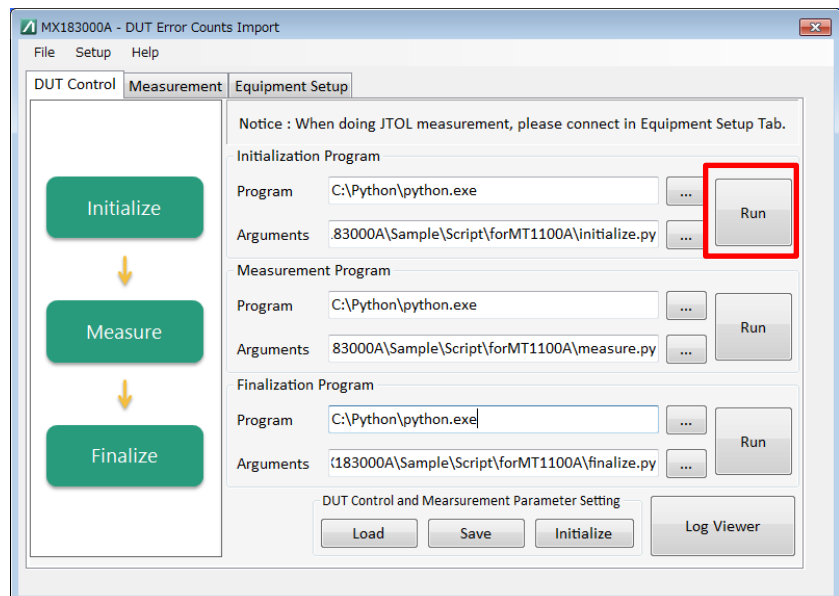 MX183000A - DUT Error Counts Import
File Setup Help
DUT Control Measurement Equipment Setup
Notice : When doing JTOL measurement, please connect in Equipment Setup Tab.
Initialize
Measure
Finalize
Initialization Program
Program C:\Python\python.exe ...
Arguments .83000A\Sample\Script\forMT1100A\initialize.py ...
Run
Measurement Program
Program C:\Python\python.exe ...
Arguments 83000A\Sample\Script\forMT1100A\measure.py ...
Run
Finalization Program
Program C:\Python\python.exe ...
Arguments X183000A\Sample\Script\forMT1100A\finalize.py ...
Run
DUT Control and Mearsurement Parameter Setting
Load Save Initialize
Log Viewer